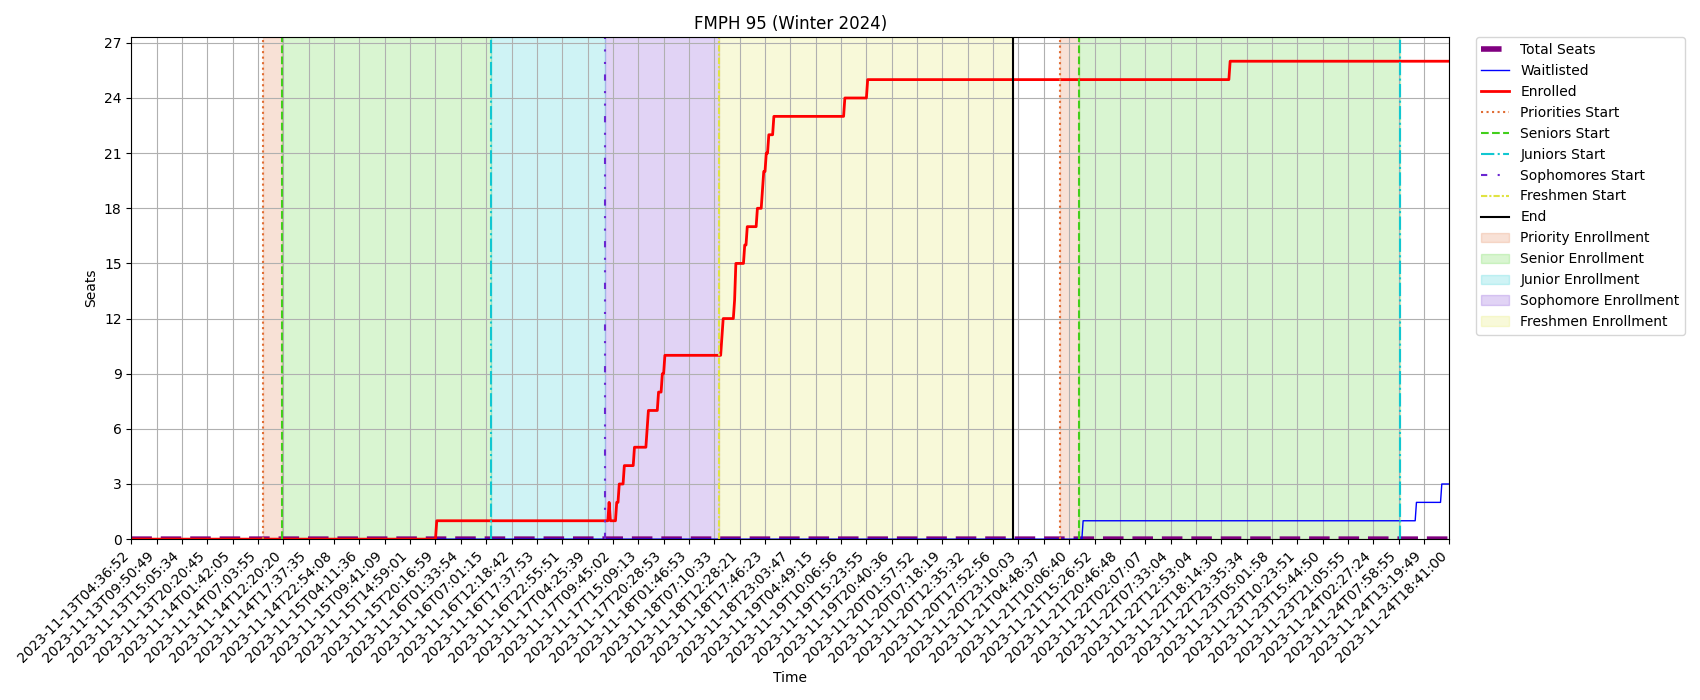 FMPH 95 (Winter 2024)
27
24
21
18
15
12
9
6
3
0
Seats
2023-11-13T04:36:52
2023-11-13T09:50:49
2023-11-13T15:05:34
2023-11-13T20:20:45
2023-11-14T01:42:05
2023-11-14T07:03:55
2023-11-14T12:20:20
2023-11-14T17:37:35
2023-11-14T22:54:08
2023-11-15T04:11:36
2023-11-15T09:41:09
2023-11-15T14:59:01
2023-11-15T20:16:59
2023-11-16T01:33:54
2023-11-16T07:01:15
2023-11-16T12:18:42
2023-11-16T17:37:53
2023-11-16T22:55:51
2023-11-17T04:25:39
2023-11-17T09:45:02
2023-11-17T15:09:13
2023-11-17T20:28:53
2023-11-18T01:46:53
2023-11-18T07:10:33
2023-11-18T12:28:21
2023-11-18T17:46:23
2023-11-18T23:03:47
2023-11-19T04:49:15
2023-11-19T10:06:56
2023-11-19T15:23:55
2023-11-19T20:40:36
2023-11-20T01:57:52
2023-11-20T07:18:19
2023-11-20T12:35:32
2023-11-20T17:52:56
2023-11-20T23:10:03
2023-11-21T04:48:37
2023-11-21T10:06:40
2023-11-21T15:26:52
2023-11-21T20:46:48
2023-11-22T02:07:07
2023-11-22T07:33:04
2023-11-22T12:53:04
2023-11-22T18:14:30
2023-11-22T23:35:34
2023-11-23T05:01:58
2023-11-23T10:23:51
2023-11-23T15:44:50
2023-11-23T21:05:55
2023-11-24T02:27:24
2023-11-24T07:58:55
2023-11-24T13:19:49
2023-11-24T18:41:00
Time
Total Seats
Waitlisted
Enrolled
Priorities Start
Seniors Start
Juniors Start
Sophomores Start
Freshmen Start
End
Priority Enrollment
Senior Enrollment
Junior Enrollment
Sophomore Enrollment
Freshmen Enrollment